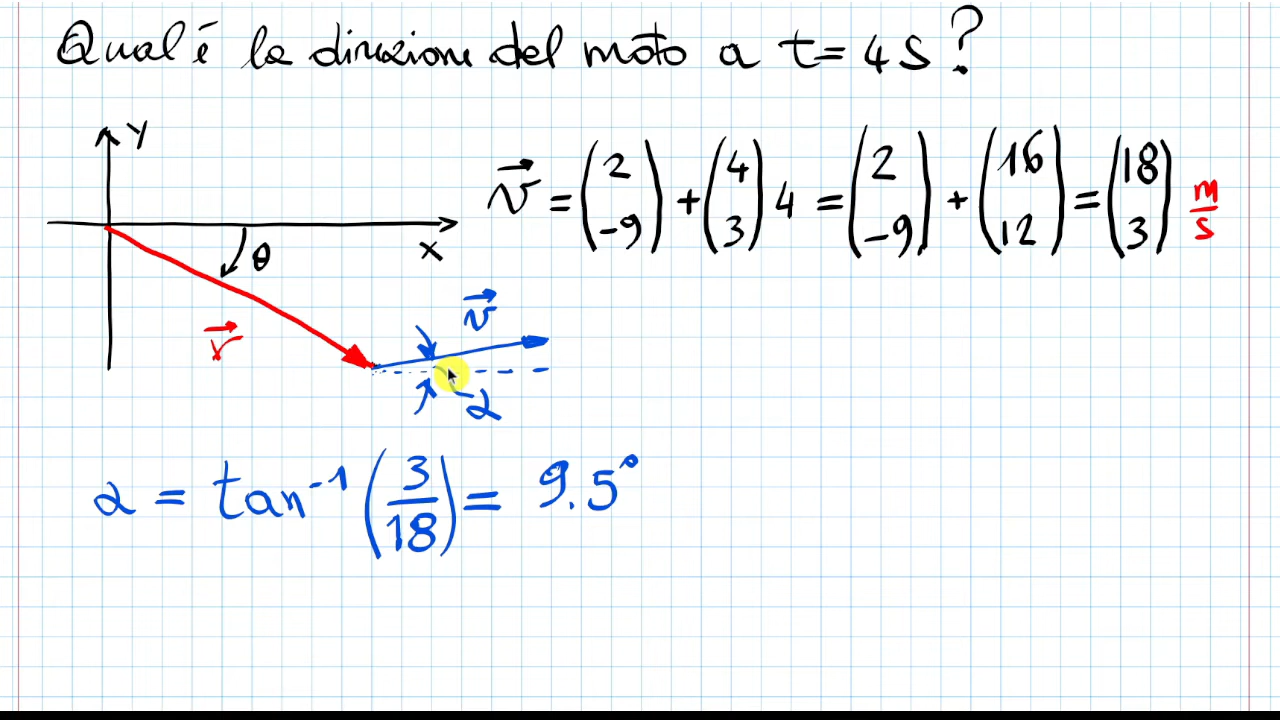 Qual è la direzione del moto a t = 4 s?
y
v⃗ = (2 -9) + (4 3) 4 = (2 -9) + (16 12) = (18 3) m/s
x
θ
v⃗
r⃗
α
α = tan⁻¹ (3/18) = 9.5°